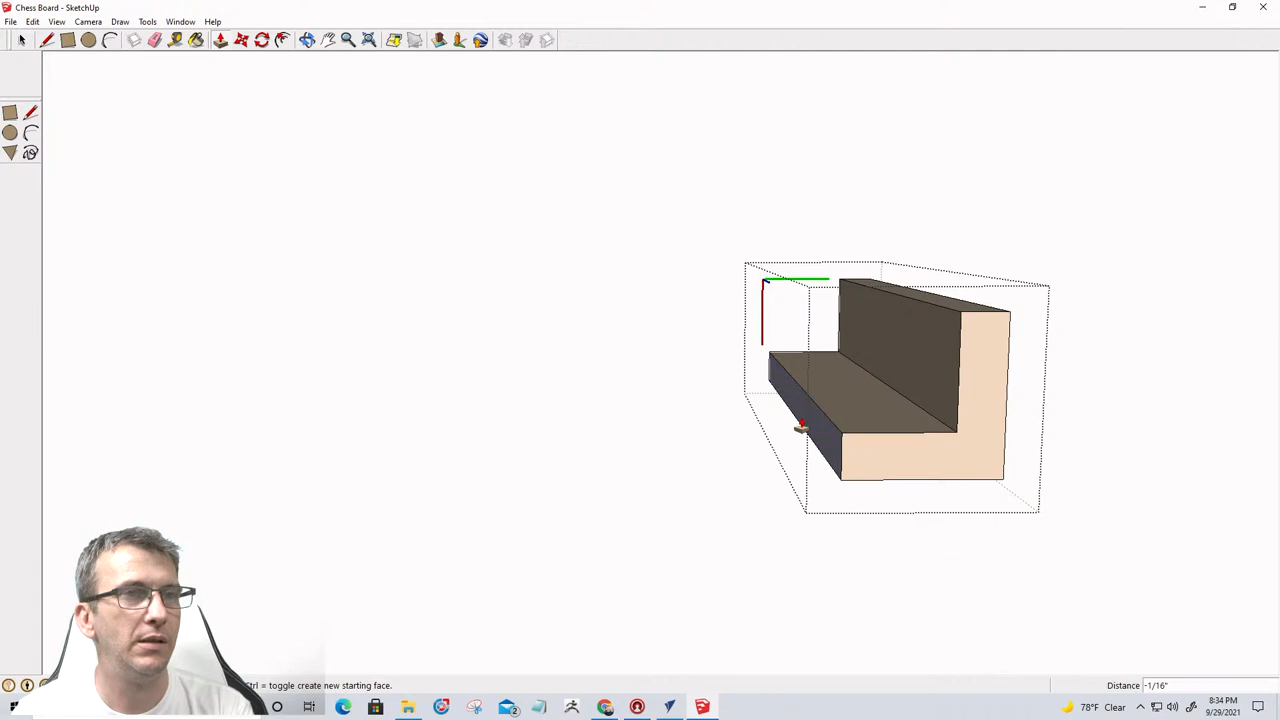 Chess Board - SketchUp
File Edit View Camera Draw Tools Window Help
trl = toggle create new starting face.
Distance -1/16"
2
78°F Clear
8:34 PM
9/29/2021